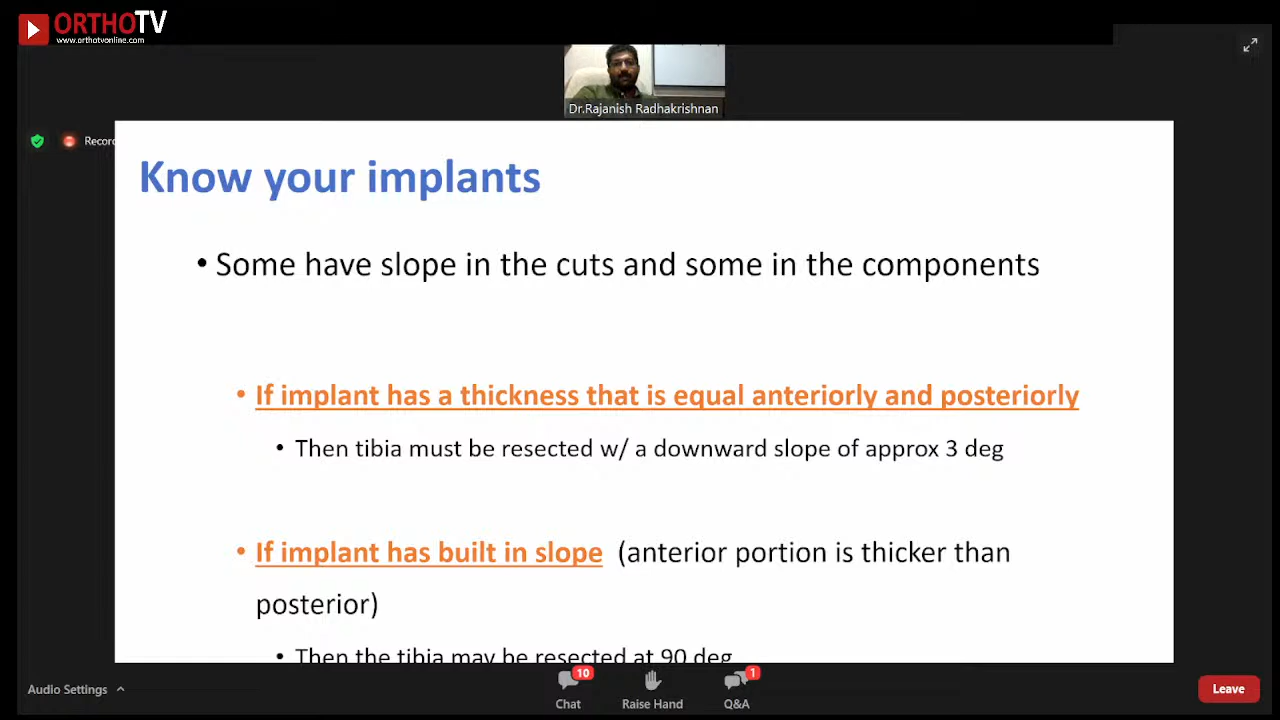 ORTHOTV
www.orthotvonline.com
Dr.Rajanish Radhakrishnan
Recor
Know your implants
• Some have slope in the cuts and some in the components
• If implant has a thickness that is equal anteriorly and posteriorly
• Then tibia must be resected w/ a downward slope of approx 3 deg
• If implant has built in slope (anterior portion is thicker than
posterior)
• Then the tibia may be resected at 90 deg
Audio Settings
10
Chat
Raise Hand
1
Q&A
Leave